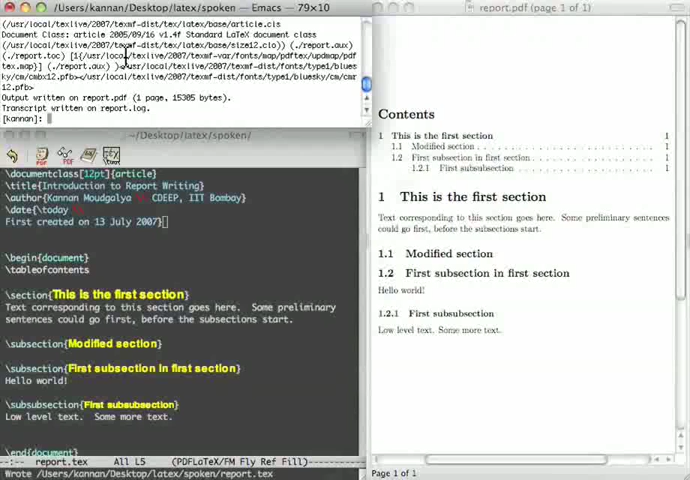 /Users/kannan/Desktop/latex/spoken — Emacs — 79×10
report.pdf (page 1 of 1)
(/usr/local/texlive/2007/texmf-dist/tex/latex/base/article.cls
Document Class: article 2005/09/16 v1.4f Standard LaTeX document class
(/usr/local/texlive/2007/texmf-dist/tex/latex/base/size12.clo)) (./report.aux)
(./report.toc) [1{/usr/local/texlive/2007/texmf-var/fonts/map/pdftex/updmap/pdf
tex.map}] (./report.aux) )</usr/local/texlive/2007/texmf-dist/fonts/type1/blues
ky/cm/cmbx12.pfb></usr/local/texlive/2007/texmf-dist/fonts/type1/bluesky/cm/cmr
12.pfb>
Output written on report.pdf (1 page, 15305 bytes).
Transcript written on report.log.
[kannan]:
~/Desktop/latex/spoken/
\documentclass[12pt]{article}
\title{Introduction to Report Writing}
\author{Kannan Moudgalya \\ CDEEP, IIT Bombay}
\date{\today \\
First created on 13 July 2007}
\begin{document}
\tableofcontents
\section{This is the first section}
Text corresponding to this section goes here.  Some preliminary
sentences could go first, before the subsections start.
\subsection{Modified section}
\subsection{First subsection in first section}
Hello world!
\subsubsection{First subsubsection}
Low level text.  Some more text.
\end{document}
-:-- report.tex All L5 (PDFLaTeX/FM Fly Ref Fill)
Wrote /Users/kannan/Desktop/latex/spoken/report.tex
Contents
1 This is the first section 1
1.1 Modified section . . . . . . . . . . . . . . . . . . . . . 1
1.2 First subsection in first section . . . . . . . . . . . . . 1
1.2.1 First subsubsection . . . . . . . . . . . . . . . . 1
1 This is the first section
Text corresponding to this section goes here. Some preliminary sentences
could go first, before the subsections start.
1.1 Modified section
1.2 First subsection in first section
Hello world!
1.2.1 First subsubsection
Low level text. Some more text.
Page 1 of 1